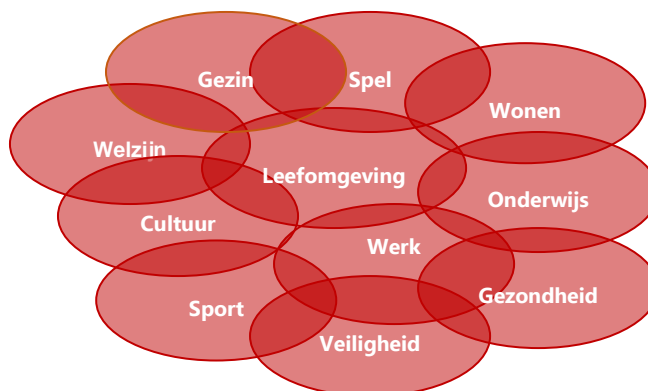 Gezin
Spel
Wonen
Welzijn
Leefomgeving
Onderwijs
Cultuur
Werk
Gezondheid
Sport
Veiligheid